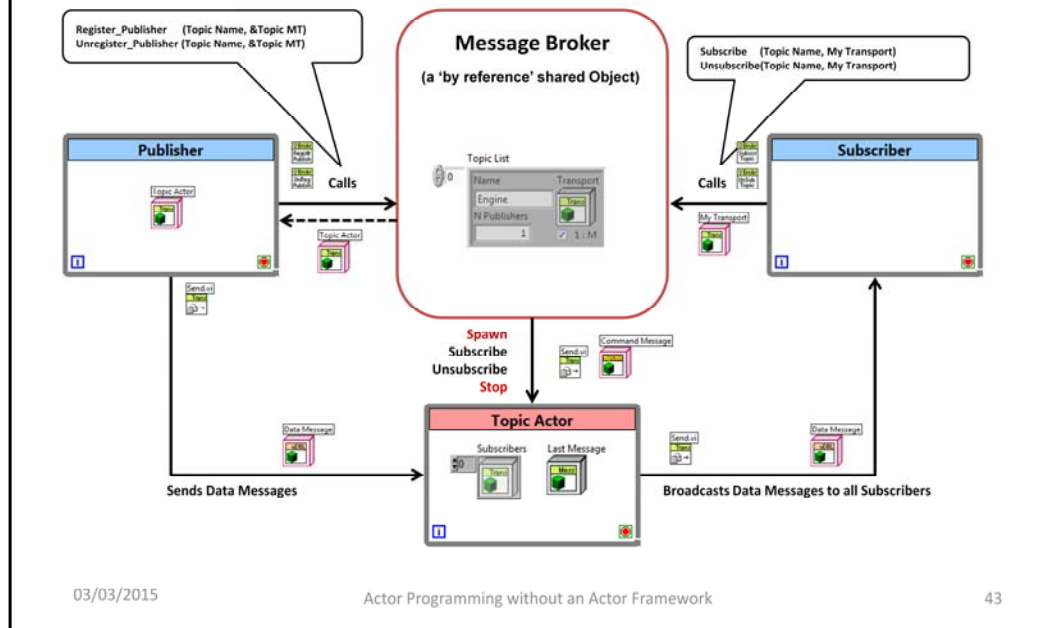 Register_Publisher (Topic Name, &Topic MT)
Unregister_Publisher (Topic Name, &Topic MT)
Message Broker
(a 'by reference' shared Object)
Subscribe (Topic Name, My Transport)
Unsubscribe(Topic Name, My Transport)
Publisher
Topic Actor
Calls
Topic Actor
Topic List
0
Name
Transport
Engine
N Publishers
1
1:M
Calls
My Transport
Subscriber
Send.vi
Spawn
Subscribe
Unsubscribe
Stop
Send.vi
Command Message
Topic Actor
Subscribers
Last Message
0
Data Message
Sends Data Messages
Send.vi
Data Message
Broadcasts Data Messages to all Subscribers
03/03/2015
Actor Programming without an Actor Framework
43